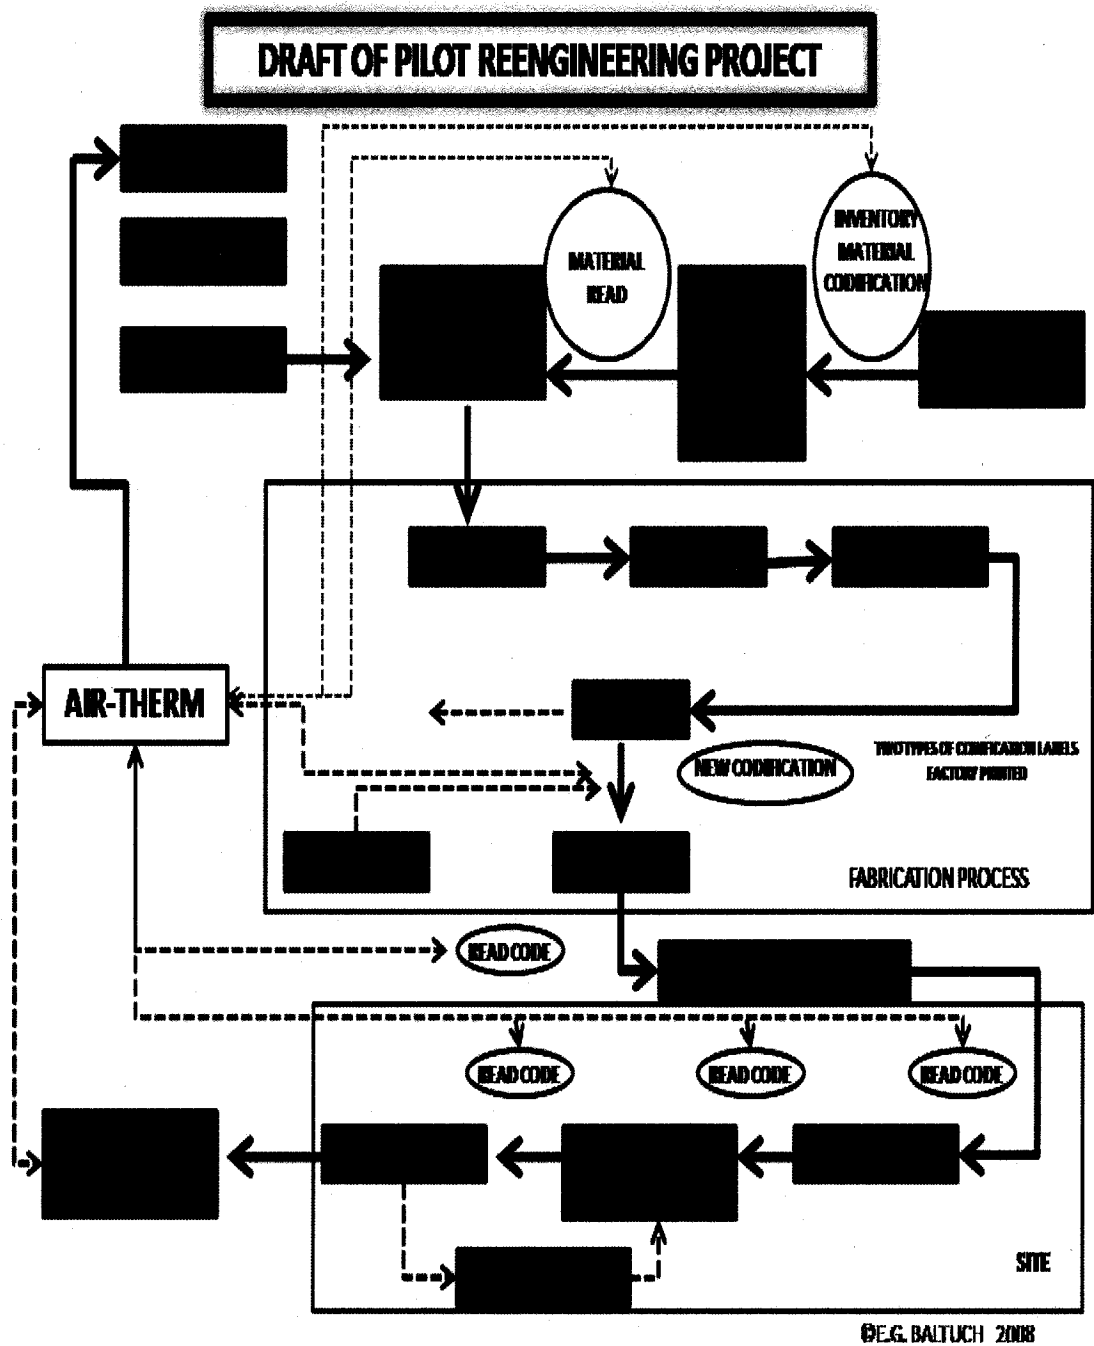 DRAFT OF PILOT REENGINEERING PROJECT
MATERIAL
READ
INVENTORY
MATERIAL
CODIFICATION
AIR-THERM
NEW CODIFICATION
TWO TYPES OF CODIFICATION LABELS
FACTORY PRINTED
FABRICATION PROCESS
READ CODE
READ CODE
READ CODE
READ CODE
SITE
©E.G. BALTUCH 2008